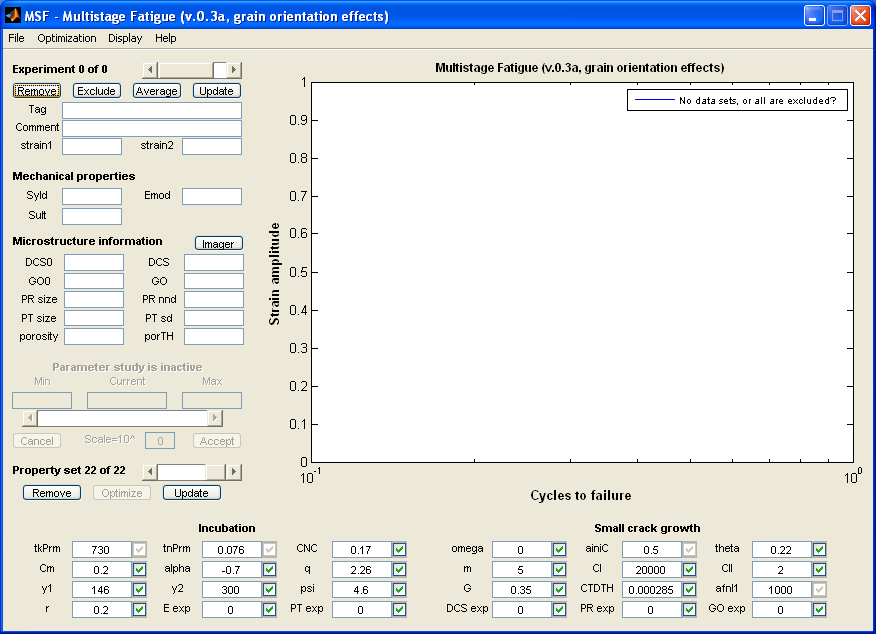 MSF - Multistage Fatigue (v.0.3a, grain orientation effects)
File Optimization Display Help
Experiment 0 of 0
Remove Exclude Average Update
Tag
Comment
strain1 strain2
Mechanical properties
Syld Emod
Sult
Microstructure information Imager
DCS0 DCS
GO0 GO
PR size PR nnd
PT size PT sd
porosity porTH
Parameter study is inactive
Min Current Max
Cancel Scale=10^ 0 Accept
Property set 22 of 22
Remove Optimize Update
Multistage Fatigue (v.0.3a, grain orientation effects)
No data sets, or all are excluded?
Strain amplitude
1
0.9
0.8
0.7
0.6
0.5
0.4
0.3
0.2
0.1
0
10^-1 10^0
Cycles to failure
Incubation
tkPrm 730 tnPrm 0.076 CNC 0.17
Cm 0.2 alpha -0.7 q 2.26
y1 146 y2 300 psi 4.6
r 0.2 E exp 0 PT exp 0
Small crack growth
omega 0 ainiC 0.5 theta 0.22
m 5 CI 20000 CII 2
G 0.35 CTDTH 0.000285 afnl1 1000
DCS exp 0 PR exp 0 GO exp 0